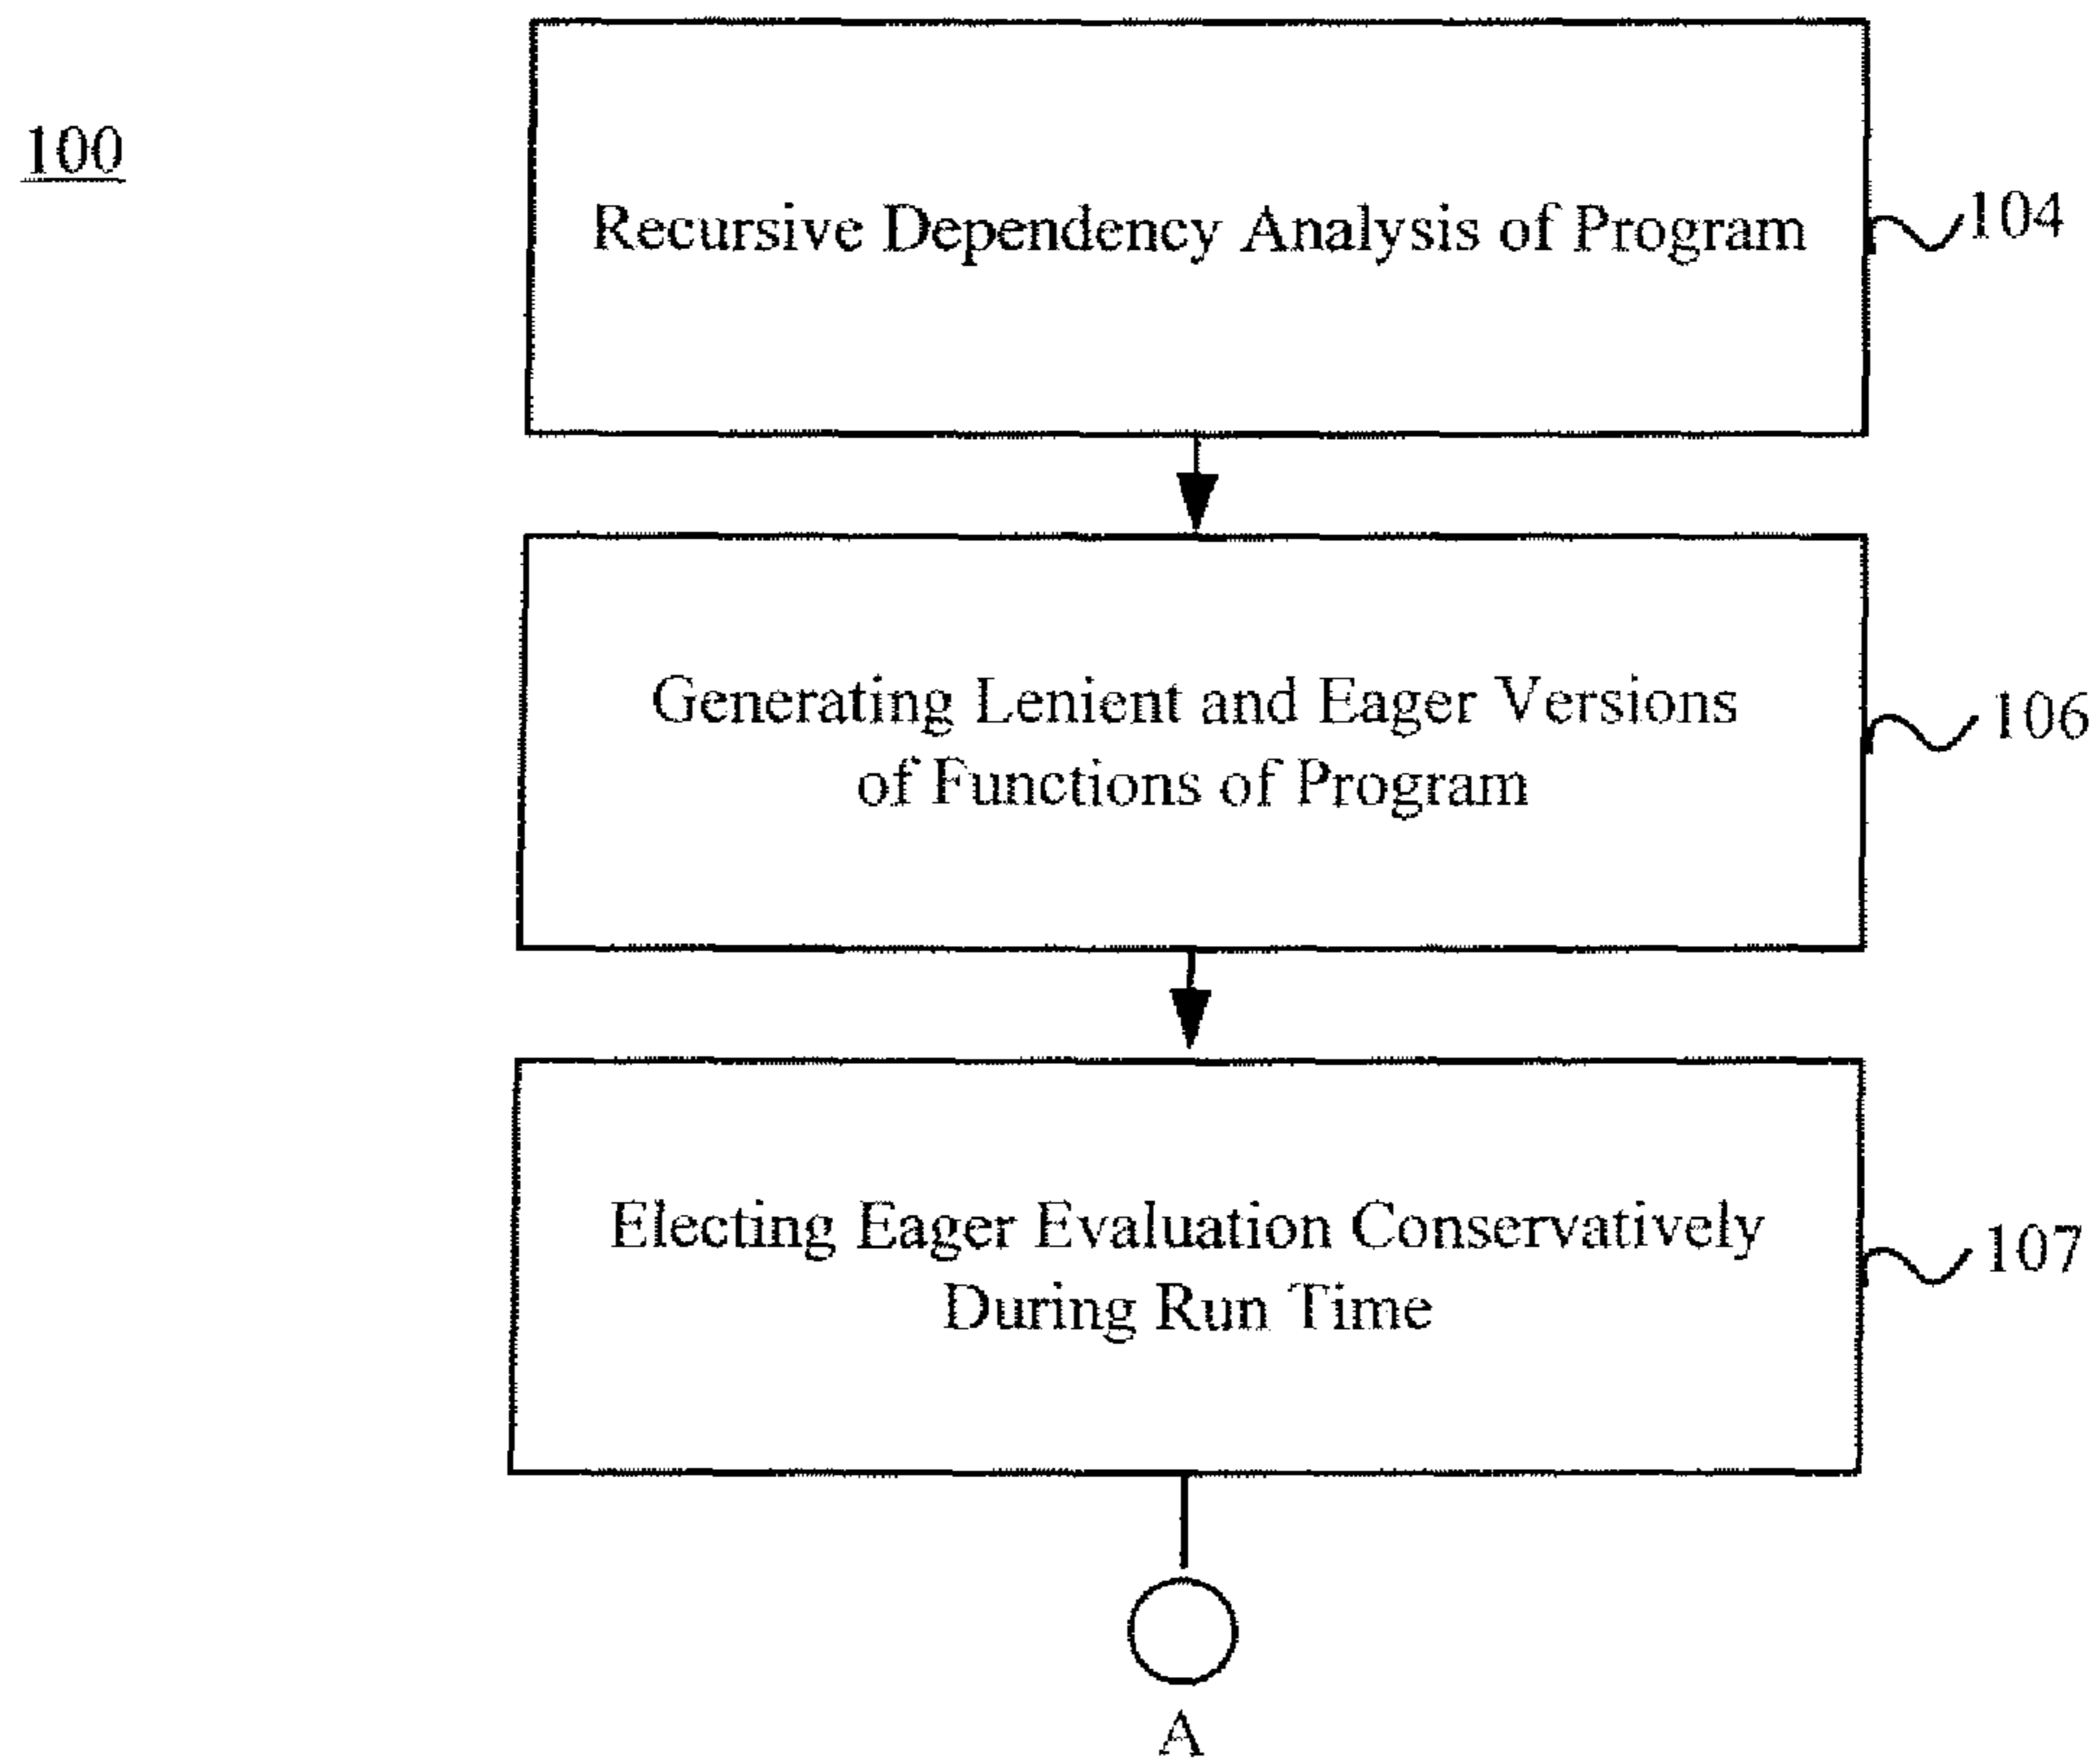 100
Recursive Dependency Analysis of Program
104
Generating Lenient and Eager Versions
of Functions of Program
106
Electing Eager Evaluation Conservatively
During Run Time
107
A